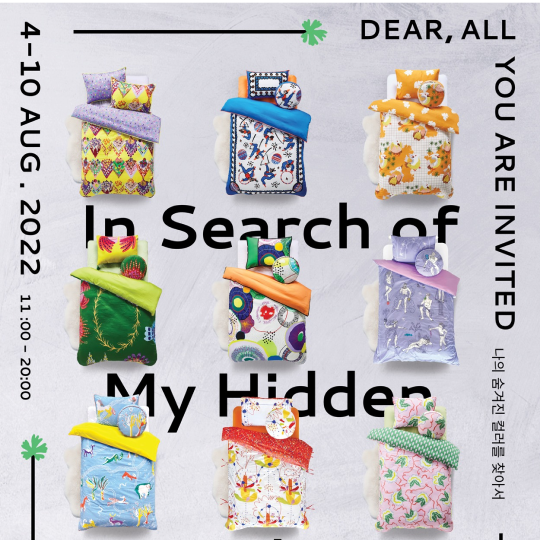 DEAR, ALL
YOU ARE INVITED
나의 숨겨진 컬러를 찾아서
4-10 AUG . 2022
11 :00 - 20:00
In Search of
My Hidden